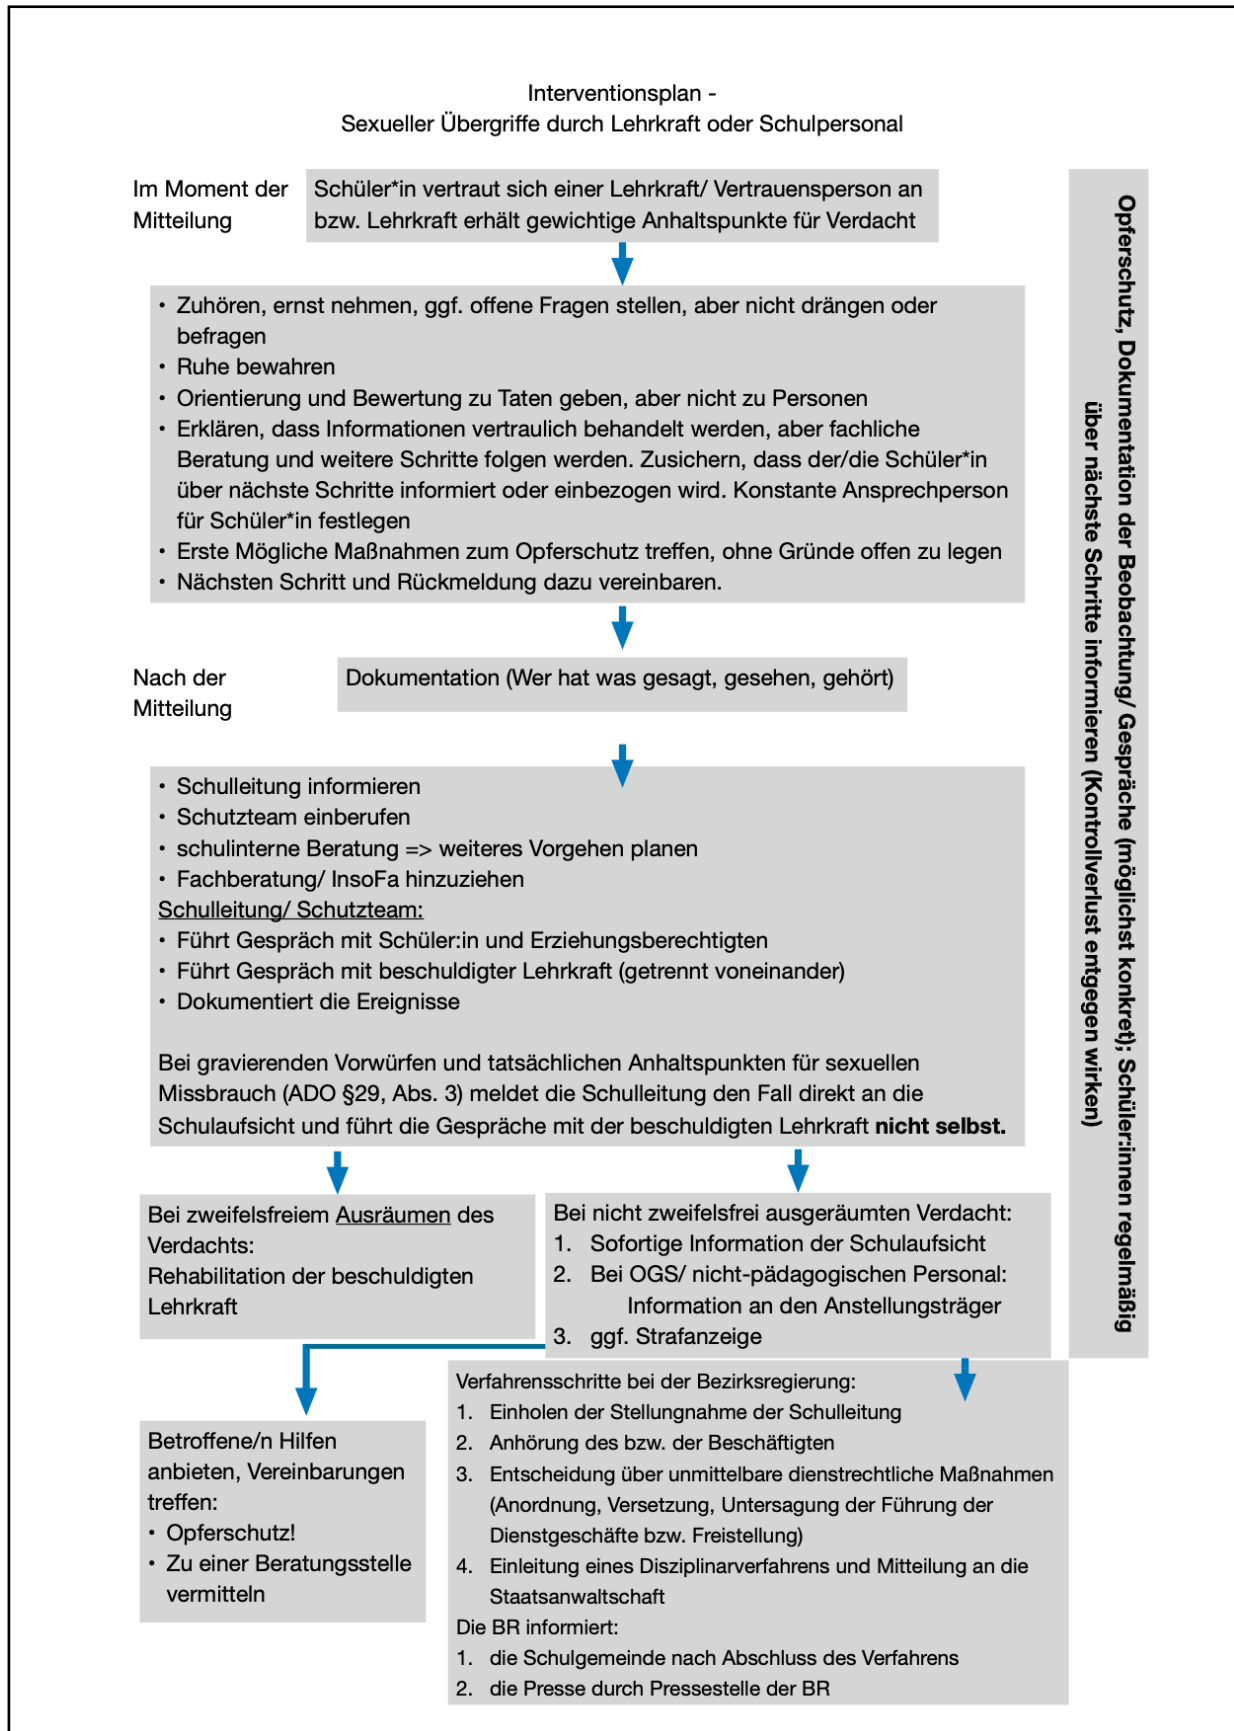 Interventionsplan -
Sexueller Übergriffe durch Lehrkraft oder Schulpersonal
Im Moment der
Mitteilung
Schüler*in vertraut sich einer Lehrkraft/ Vertrauensperson an
bzw. Lehrkraft erhält gewichtige Anhaltspunkte für Verdacht
• Zuhören, ernst nehmen, ggf. offene Fragen stellen, aber nicht drängen oder
befragen
• Ruhe bewahren
• Orientierung und Bewertung zu Taten geben, aber nicht zu Personen
• Erklären, dass Informationen vertraulich behandelt werden, aber fachliche
Beratung und weitere Schritte folgen werden. Zusichern, dass der/die Schüler*in
über nächste Schritte informiert oder einbezogen wird. Konstante Ansprechperson
für Schüler*in festlegen
• Erste Mögliche Maßnahmen zum Opferschutz treffen, ohne Gründe offen zu legen
• Nächsten Schritt und Rückmeldung dazu vereinbaren.
Nach der
Mitteilung
Dokumentation (Wer hat was gesagt, gesehen, gehört)
• Schulleitung informieren
• Schutzteam einberufen
• schulinterne Beratung => weiteres Vorgehen planen
• Fachberatung/ InsoFa hinzuziehen
Schulleitung/ Schutzteam:
• Führt Gespräch mit Schüler:in und Erziehungsberechtigten
• Führt Gespräch mit beschuldigter Lehrkraft (getrennt voneinander)
• Dokumentiert die Ereignisse
Bei gravierenden Vorwürfen und tatsächlichen Anhaltspunkten für sexuellen
Missbrauch (ADO §29, Abs. 3) meldet die Schulleitung den Fall direkt an die
Schulaufsicht und führt die Gespräche mit der beschuldigten Lehrkraft nicht selbst.
Bei zweifelsfreiem Ausräumen des
Verdachts:
Rehabilitation der beschuldigten
Lehrkraft
Bei nicht zweifelsfrei ausgeräumten Verdacht:
1. Sofortige Information der Schulaufsicht
2. Bei OGS/ nicht-pädagogischen Personal:
Information an den Anstellungsträger
3. ggf. Strafanzeige
Betroffene/n Hilfen
anbieten, Vereinbarungen
treffen:
• Opferschutz!
• Zu einer Beratungsstelle
vermitteln
Verfahrensschritte bei der Bezirksregierung:
1. Einholen der Stellungnahme der Schulleitung
2. Anhörung des bzw. der Beschäftigten
3. Entscheidung über unmittelbare dienstrechtliche Maßnahmen
(Anordnung, Versetzung, Untersagung der Führung der
Dienstgeschäfte bzw. Freistellung)
4. Einleitung eines Disziplinarverfahrens und Mitteilung an die
Staatsanwaltschaft
Die BR informiert:
1. die Schulgemeinde nach Abschluss des Verfahrens
2. die Presse durch Pressestelle der BR
Opferschutz, Dokumentation der Beobachtung/ Gespräche (möglichst konkret); Schüler:innen regelmäßig
über nächste Schritte informieren (Kontrollverlust entgegen wirken)